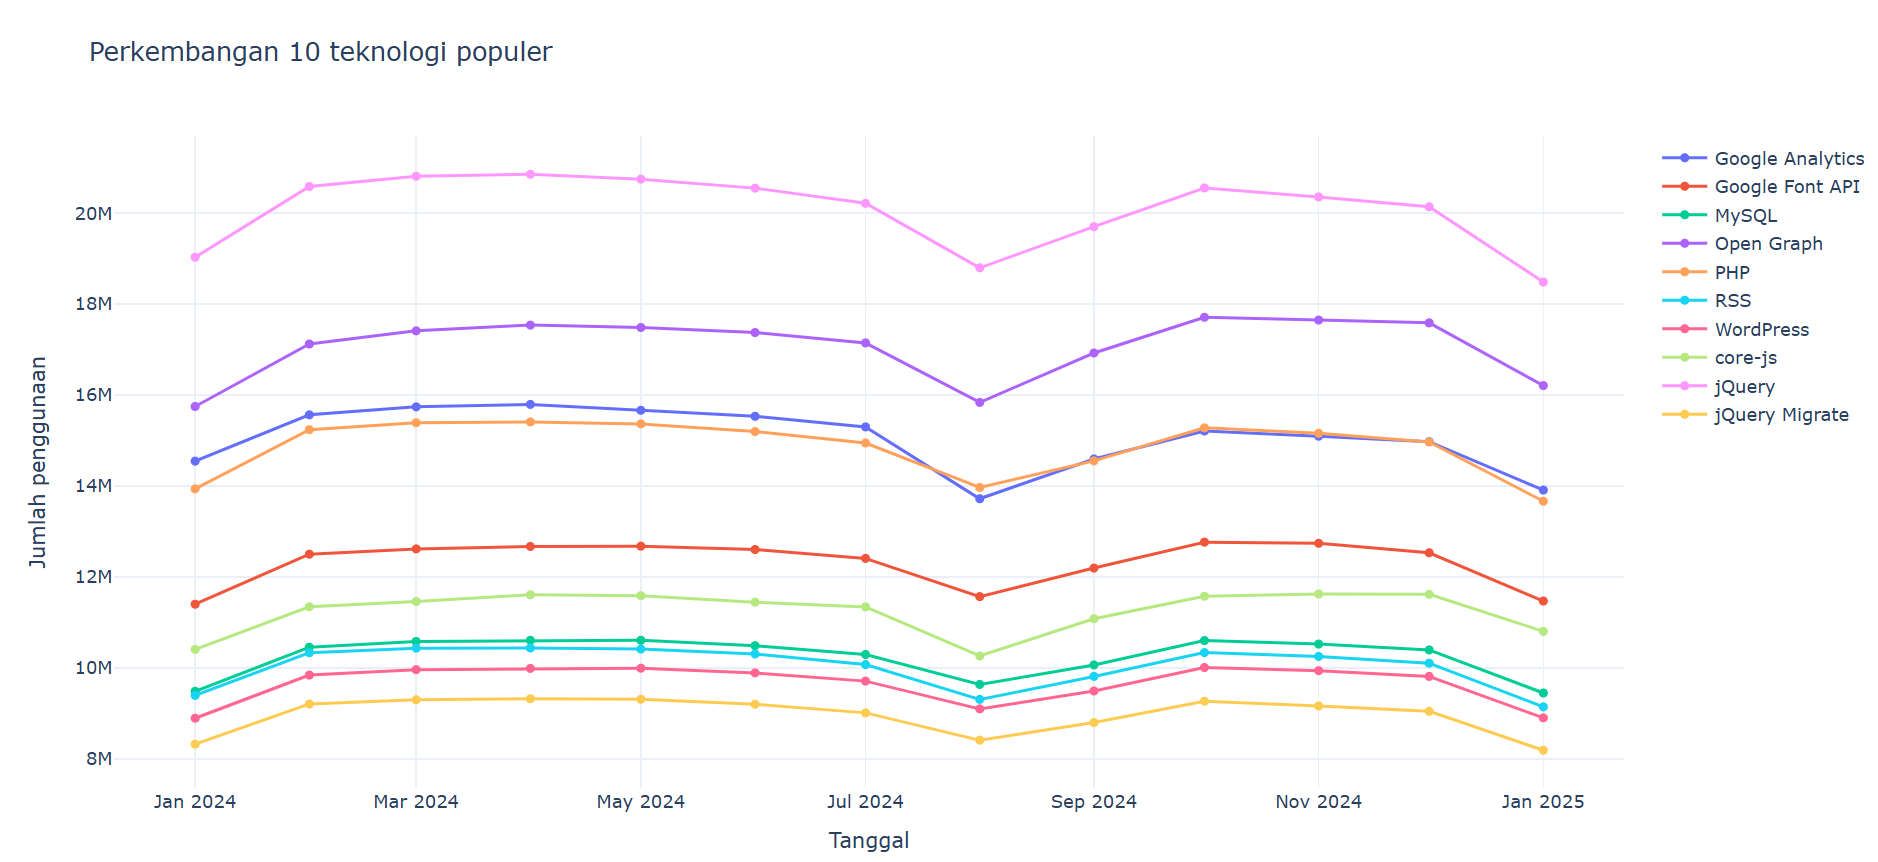 Perkembangan 10 teknologi populer
Jumlah penggunaan
20M
18M
16M
14M
12M
10M
8M
Jan 2024
Mar 2024
May 2024
Jul 2024
Sep 2024
Nov 2024
Jan 2025
Tanggal
Google Analytics
Google Font API
MySQL
Open Graph
PHP
RSS
WordPress
core-js
jQuery
jQuery Migrate